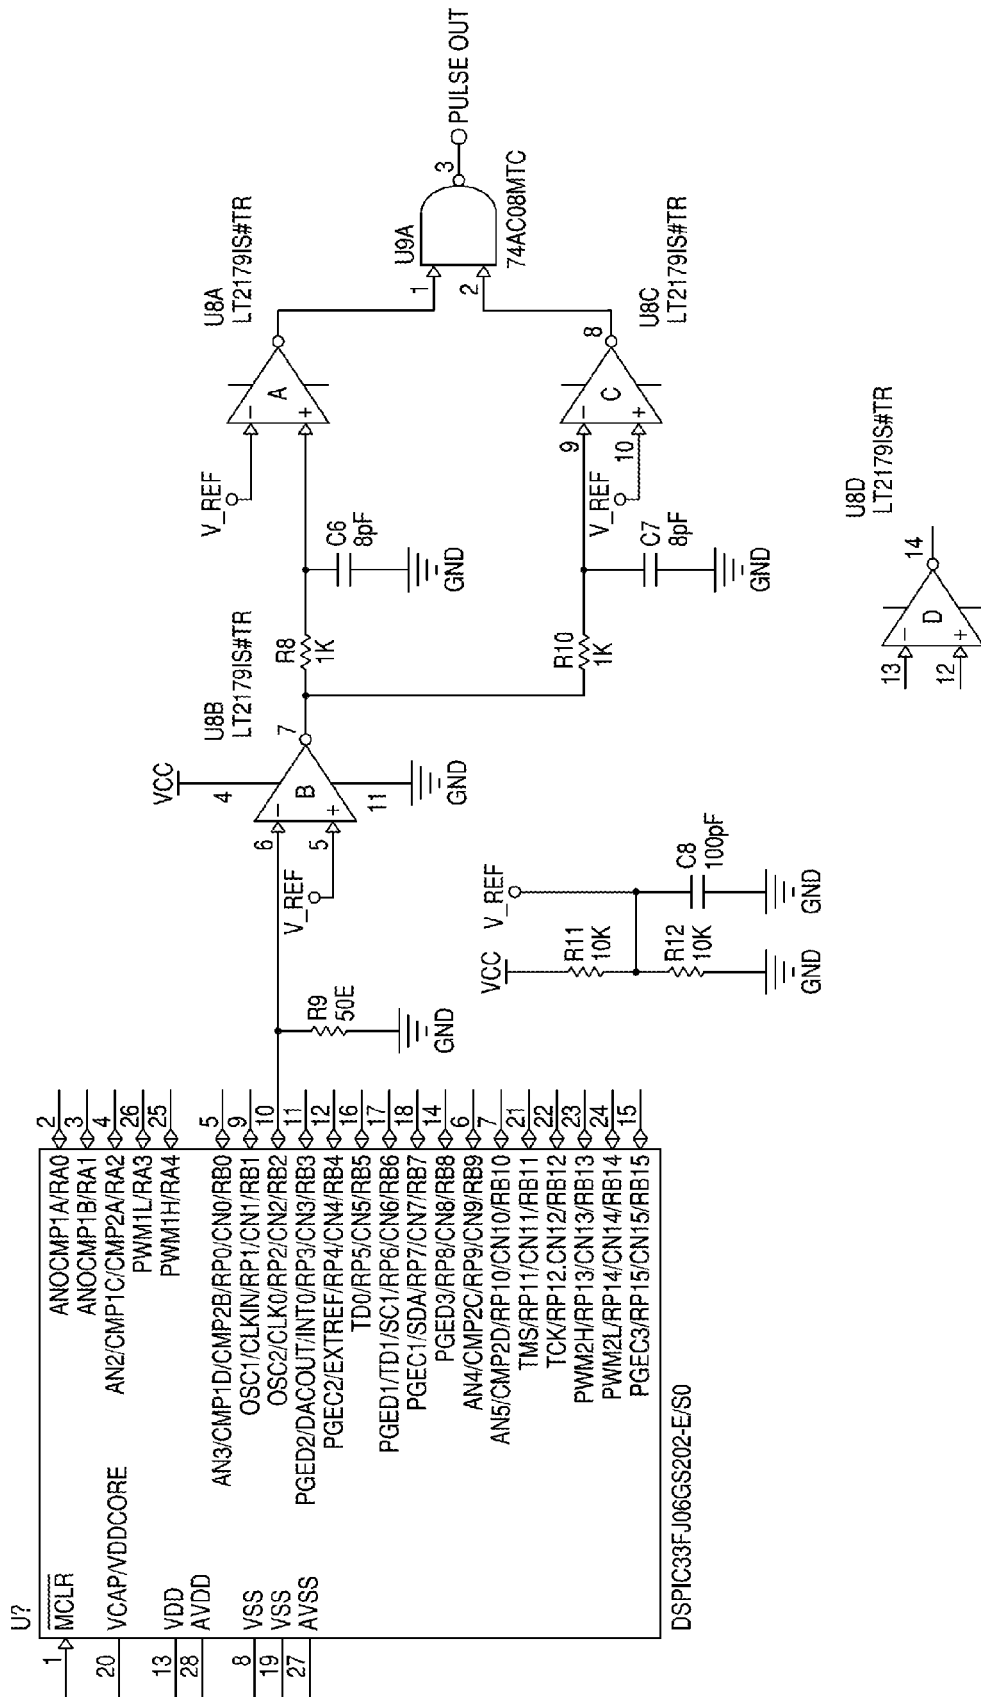 U?
1
MCLR
20
VCAP/VDDCORE
13
VDD
28
AVDD
8
VSS
19
VSS
27
AVSS
ANOCMP1A/RA0
2
ANOCMP1B/RA1
3
AN2/CMP1C/CMP2A/RA2
4
PWM1L/RA3
26
PWM1H/RA4
25
AN3/CMP1D/CMP2B/RP0/CN0/RB0
5
OSC1/CLKIN/RP1/CN1/RB1
9
OSC2/CLK0/RP2/CN2/RB2
10
PGED2/DACOUT/INT0/RP3/CN3/RB3
11
PGEC2/EXTREF/RP4/CN4/RB4
12
TD0/RP5/CN5/RB5
16
PGED1/TD1/SC1/RP6/CN6/RB6
17
PGEC1/SDA/RP7/CN7/RB7
18
PGED3/RP8/CN8/RB8
14
AN4/CMP2C/RP9/CN9/RB9
6
AN5/CMP2D/RP10/CN10/RB10
7
TMS/RP11/CN11/RB11
21
TCK/RP12.CN12/RB12
22
PWM2H/RP13/CN13/RB13
23
PWM2L/RP14/CN14/RB14
24
PGEC3/RP15/CN15/RB15
15
DSPIC33FJ06GS202-E/S0
R9
50E
GND
V_REF
6
5
VCC
4
B
-
+
11
GND
U8B
LT2179IS#TR
7
R8
1K
C6
8pF
GND
R10
1K
C7
8pF
GND
V_REF
A
-
+
U8A
LT2179IS#TR
V_REF
9
10
C
-
+
8
U8C
LT2179IS#TR
1
2
U9A
74AC08MTC
3
PULSE OUT
VCC
R11
10K
R12
10K
GND
V_REF
C8
100pF
GND
13
12
D
-
+
14
U8D
LT2179IS#TR